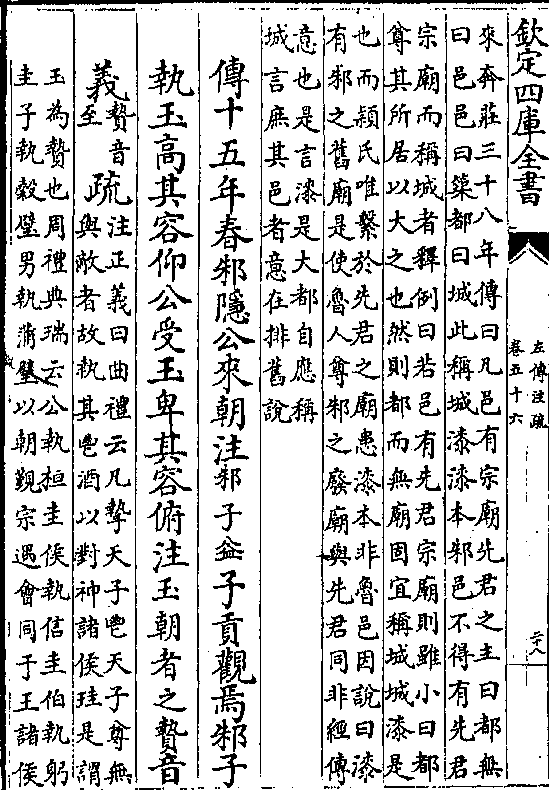 欽定四庫全書
左傳注疏
卷五十六
二十八
來奔莊三十八年傳曰凡邑有宗廟先君之主曰都無
曰邑邑曰築都曰城此稱城漆漆本邾邑不得有先君
宗廟而稱城者釋例曰若邑有先君宗廟則雖小曰都
尊其所居以大之也然則都而無廟固宜稱城城漆是
也而頴氏唯繫於先君之廟患漆本非魯邑因說曰漆
有邾之舊廟是使魯人尊邾之廢廟與先君同非經傳
意也是言漆是大都自應稱
城言庶其邑者意在排舊說
傳十五年春邾隱公來朝注邾子益子貢觀焉邾子
執玉高其容仰公受玉卑其容俯注玉朝者之贄音
義贄音
至疏注正義曰曲禮云凡摯天子鬯天子尊無
與敵者故執其鬯酒以對神諸侯珪是謂
玉為贄也周禮典瑞云公執桓圭侯執信圭伯執躬
圭子執穀璧男執蒲璧以朝覲宗遇會同于王諸侯